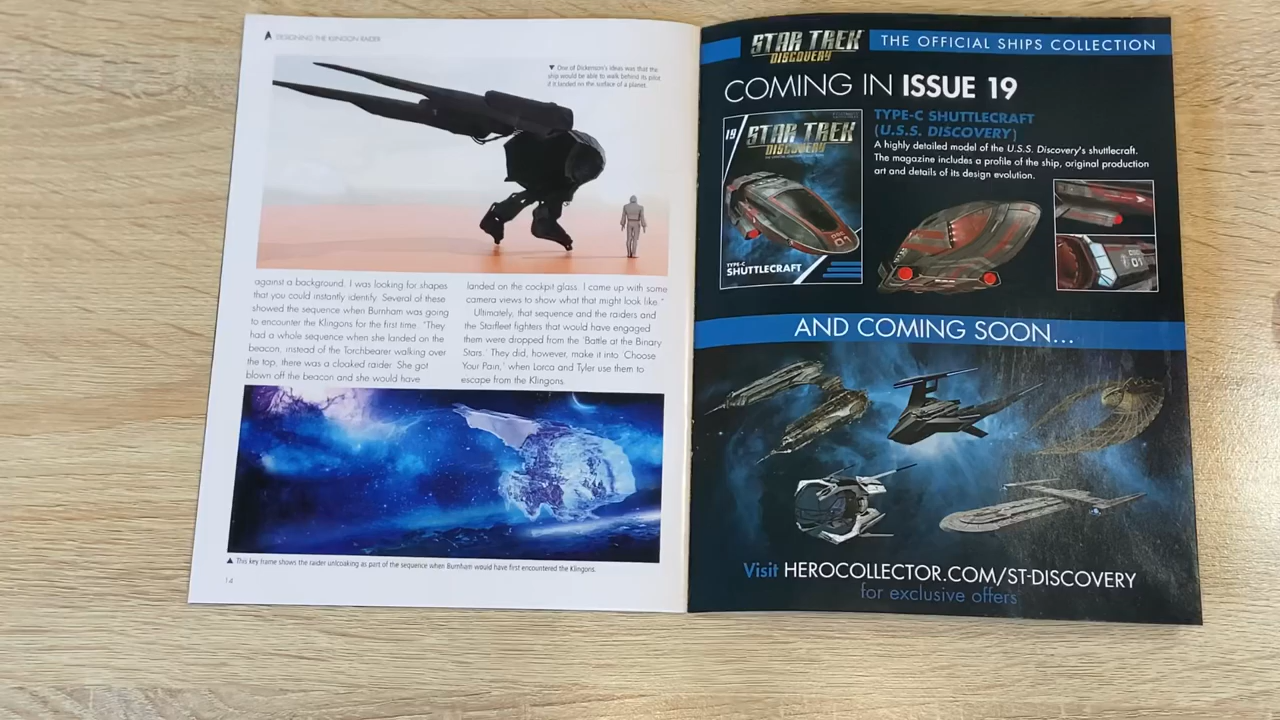 DESIGNING THE KLINGON RAIDER
▼ One of Dickenson's ideas was that the
ship would be able to walk behind its pilot
if it landed on the surface of a planet.
against a background. I was looking for shapes
that you could instantly identify. Several of these
showed the sequence when Burnham was going
to encounter the Klingons for the first time. "They
had a whole sequence when she landed on the
beacon, instead of the Torchbearer walking over
the top, there was a cloaked raider. She got
blown off the beacon and she would have
landed on the cockpit glass. I came up with some
camera views to show what that might look like."
Ultimately, that sequence and the raiders and
the Starfleet fighters that would have engaged
them were dropped from the 'Battle at the Binary
Stars.' They did, however, make it into 'Choose
Your Pain,' when Lorca and Tyler use them to
escape from the Klingons.
▲ This key frame shows the raider unlcoaking as part of the sequence when Burnham would have first encountered the Klingons.
14
STAR TREK
DISCOVERY
THE OFFICIAL SHIPS COLLECTION
COMING IN ISSUE 19
19
STAR TREK
DISCOVERY
DSC
01
TYPE-C
SHUTTLECRAFT
TYPE-C SHUTTLECRAFT
(U.S.S. DISCOVERY)
A highly detailed model of the U.S.S. Discovery's shuttlecraft.
The magazine includes a profile of the ship, original production
art and details of its design evolution.
01
AND COMING SOON...
Visit HEROCOLLECTOR.COM/ST-DISCOVERY
for exclusive offers